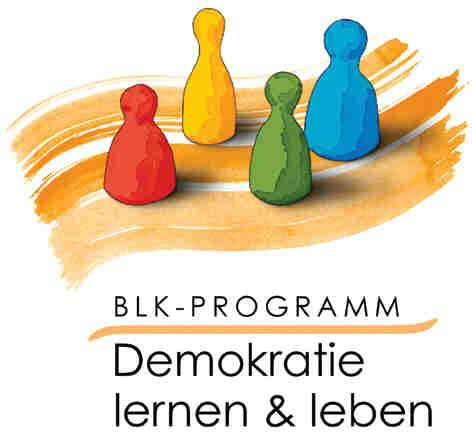 BLK-PROGRAMM
Demokratie
lernen & leben